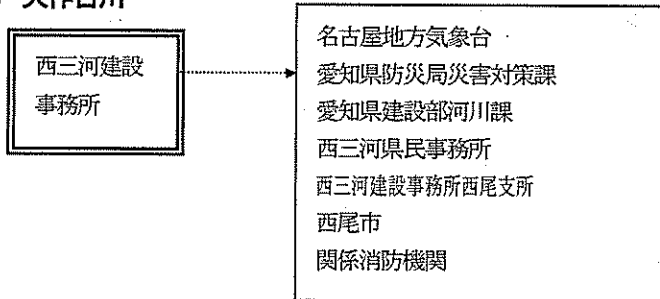 西三河建設
事務所
名古屋地方気象台
愛知県防災局災害対策課
愛知県建設部河川課
西三河県民事務所
西三河建設事務所西尾支所
西尾市
関係消防機関